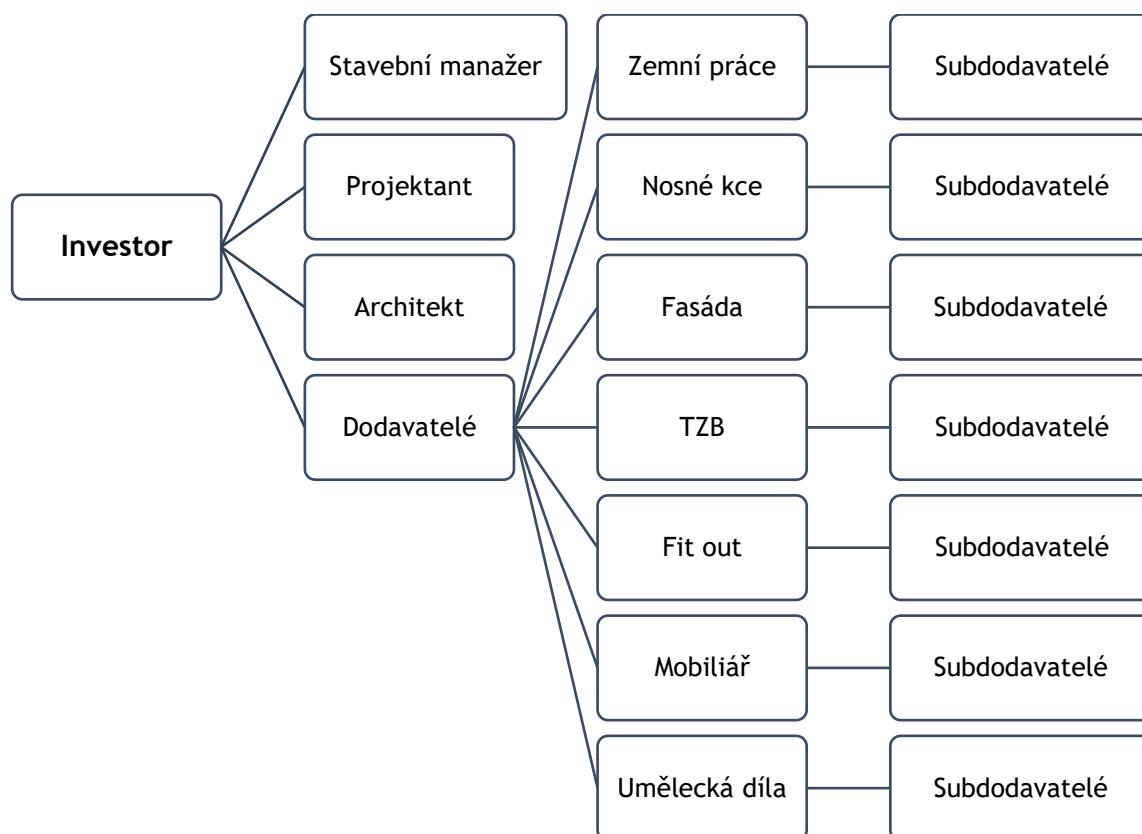 Stavební manažer
Zemní práce
Subdodavatelé
Projektant
Nosné kce
Subdodavatelé
Investor
Architekt
Fasáda
Subdodavatelé
Dodavatelé
TZB
Subdodavatelé
Fit out
Subdodavatelé
Mobiliář
Subdodavatelé
Umělecká díla
Subdodavatelé